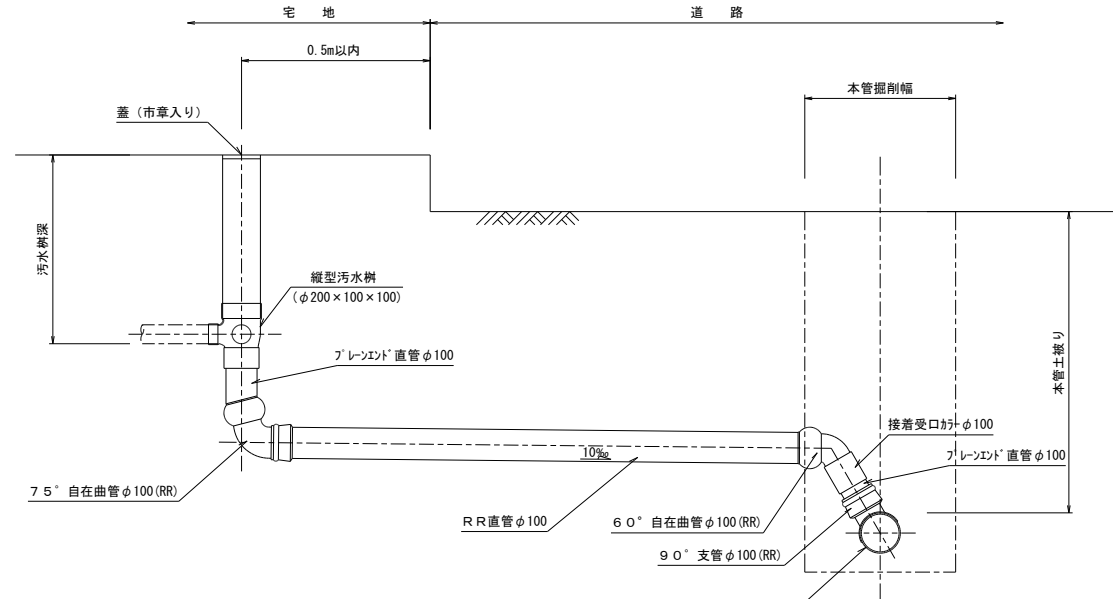 宅　地
道　路
0.5m以内
本管掘削幅
蓋（市章入り）
汚水桝深
縦型汚水桝
(φ200×100×100)
プレーンエンド直管φ100
本管土被り
接着受口カラーφ100
プレーンエンド直管φ100
10‰
75°自在曲管φ100(RR)
RR直管φ100
60°自在曲管φ100(RR)
90°支管φ100(RR)